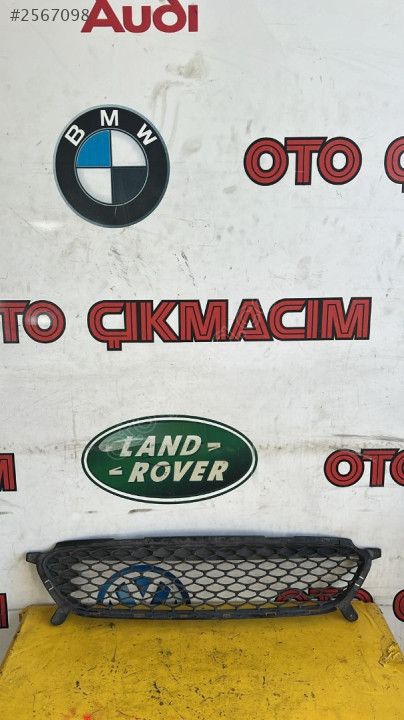 #2567098
Audi
BMW
OTO Ç
TO ÇIKMACIM
LAND
ROVER
OTO